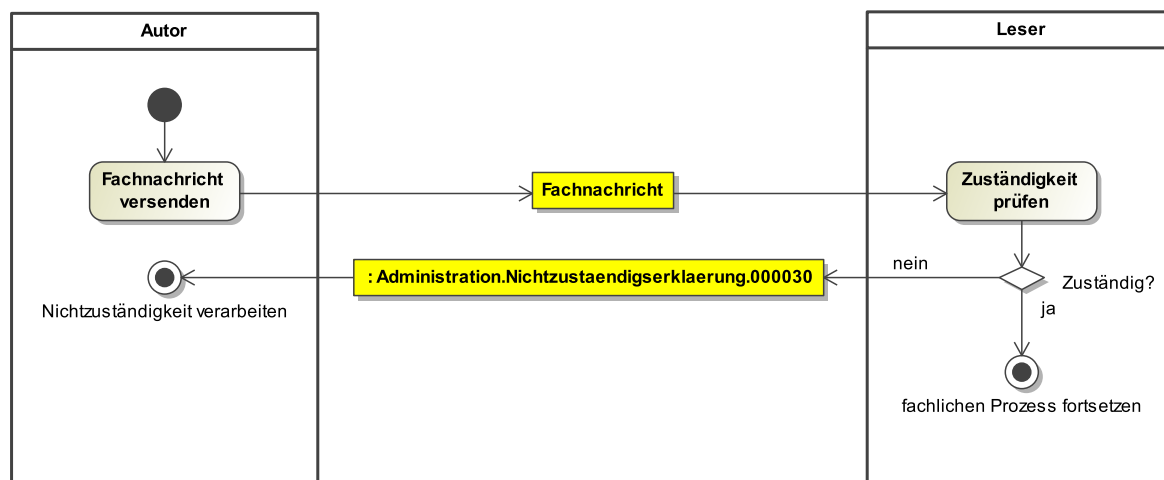 Autor
Leser
Fachnachricht
versenden
Fachnachricht
Zuständigkeit
prüfen
: Administration.Nichtzustaendigserklaerung.000030
nein
Zuständig?
Nichtzuständigkeit verarbeiten
ja
fachlichen Prozess fortsetzen